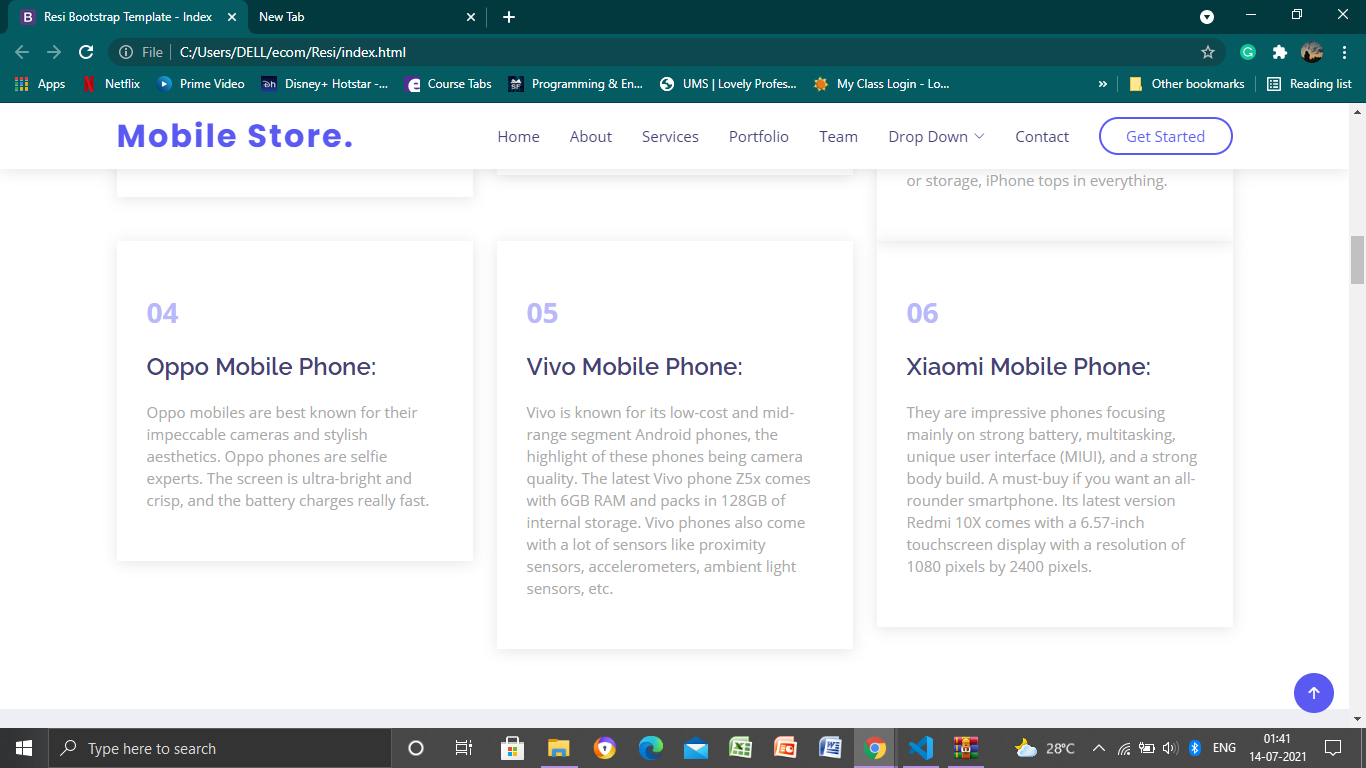 Resi Bootstrap Template - Index
New Tab
File
C:/Users/DELL/ecom/Resi/index.html
Apps
Netflix
Prime Video
Disney+ Hotstar -...
Course Tabs
Programming & En...
UMS | Lovely Profes...
My Class Login - Lo...
»
Other bookmarks
Reading list
Mobile Store.
Home
About
Services
Portfolio
Team
Drop Down
Contact
Get Started
or storage, iPhone tops in everything.
04
Oppo Mobile Phone:
Oppo mobiles are best known for their
impeccable cameras and stylish
aesthetics. Oppo phones are selfie
experts. The screen is ultra-bright and
crisp, and the battery charges really fast.
05
Vivo Mobile Phone:
Vivo is known for its low-cost and mid-
range segment Android phones, the
highlight of these phones being camera
quality. The latest Vivo phone Z5x comes
with 6GB RAM and packs in 128GB of
internal storage. Vivo phones also come
with a lot of sensors like proximity
sensors, accelerometers, ambient light
sensors, etc.
06
Xiaomi Mobile Phone:
They are impressive phones focusing
mainly on strong battery, multitasking,
unique user interface (MIUI), and a strong
body build. A must-buy if you want an all-
rounder smartphone. Its latest version
Redmi 10X comes with a 6.57-inch
touchscreen display with a resolution of
1080 pixels by 2400 pixels.
Type here to search
28°C
ENG
01:41
14-07-2021